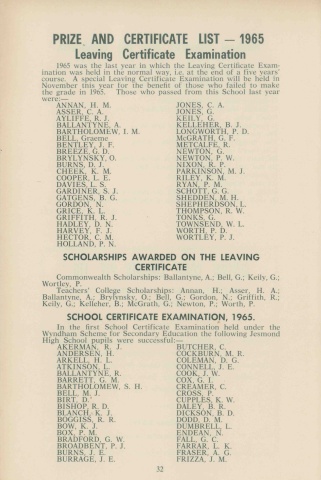 PRIZE AND CERTIFICATE LIST — 1965
Leaving Certificate Examination
1965 was the last year in which the Leaving Certificate Exam-
ination was held in the normal way, i.e. at the end of a five years'
course. A special Leaving Certificate Examination will be held in
November this year for the benefit of those who failed to make
the grade in 1965. Those who passed from this School last year
were:—
ANNAN, H. M.
ASSER, C. A.
AYLIFFE, R. J.
BALLANTYNE, A.
BARTHOLOMEW, I. M.
BELL, Graeme
BENTLEY, J. F.
BREEZE, G. D.
BRYLYNSKY, O.
BURNS, D. J.
CHEEK, K. M.
COOPER, L. E.
DAVIES, L. S.
GARDINER, S. J.
GATGENS, B. G.
GORDON, N.
GRICE, K. L.
GRIFFITH, R. J.
HADLEY, D. N.
HARVEY, F. J.
HECTOR, C. M.
HOLLAND, P. N.
JONES, C. A.
JONES, G.
KEILY, G.
KELLEHER, B. J.
LONGWORTH, P. D.
McGRATH, G. F.
METCALFE, R.
NEWTON, G.
NEWTON, P. W.
NIXON, R. P.
PARKINSON, M. J.
RILEY, K. M.
RYAN, P. M.
SCHOTT, G. G.
SHEDDEN, M. H.
SHEPHERDSON, L.
THOMPSON, R. W.
TONKS, G.
TOWNSEND, W. L.
WORTH, P. D.
WORTLEY, P. J.
SCHOLARSHIPS AWARDED ON THE LEAVING
CERTIFICATE
Commonwealth Scholarships: Ballantyne, A.; Bell, G.; Keily, G.;
Wortley, P.
Teachers' College Scholarships: Annan, H.; Asher, H. A.;
Ballantyne, A.; Brylynsky, O.; Bell, G.; Gordon, N.; Griffith, R.;
Keily, G.; Kelleher, B.; McGrath, G.; Newton, P.; Worth, P.
SCHOOL CERTIFICATE EXAMINATION, 1965.
In the first School Certificate Examination held under the
Wyndham Scheme for Secondary Education the following Jesmond
High School pupils were successful:—
AKERMAN, R. J.
ANDERSEN, H.
ARKELL, H. L.
ATKINSON, L.
BALLANTYNE, R.
BARRETT, G. M.
BARTHOLOMEW, S. H.
BELL, M. J.
BIRT, D.
BISHOP, R. D.
BLANCH, K. J.
BOGGISS, R. R.
BOW, K. J.
BOX, P. M.
BRADFORD, G. W.
BROADBENT, P. J.
BURNS, J. E.
BURRAGE, J. E.
BUTCHER, C.
COCKBURN, M. R.
COLEMAN, D. G.
CONNELL, J. E.
COOK, J. W.
COX, G. I.
CREAMER, C.
CROSS, P.
CUPPLES, K. W.
DALEY, B. R.
DICKSON, B. D.
DODD, D. M.
DUMBRELL, L.
ENDEAN, N.
FALL, G. C.
FARRAR, L. K.
FRASER, A. G.
FRIZZA, J. M.
32